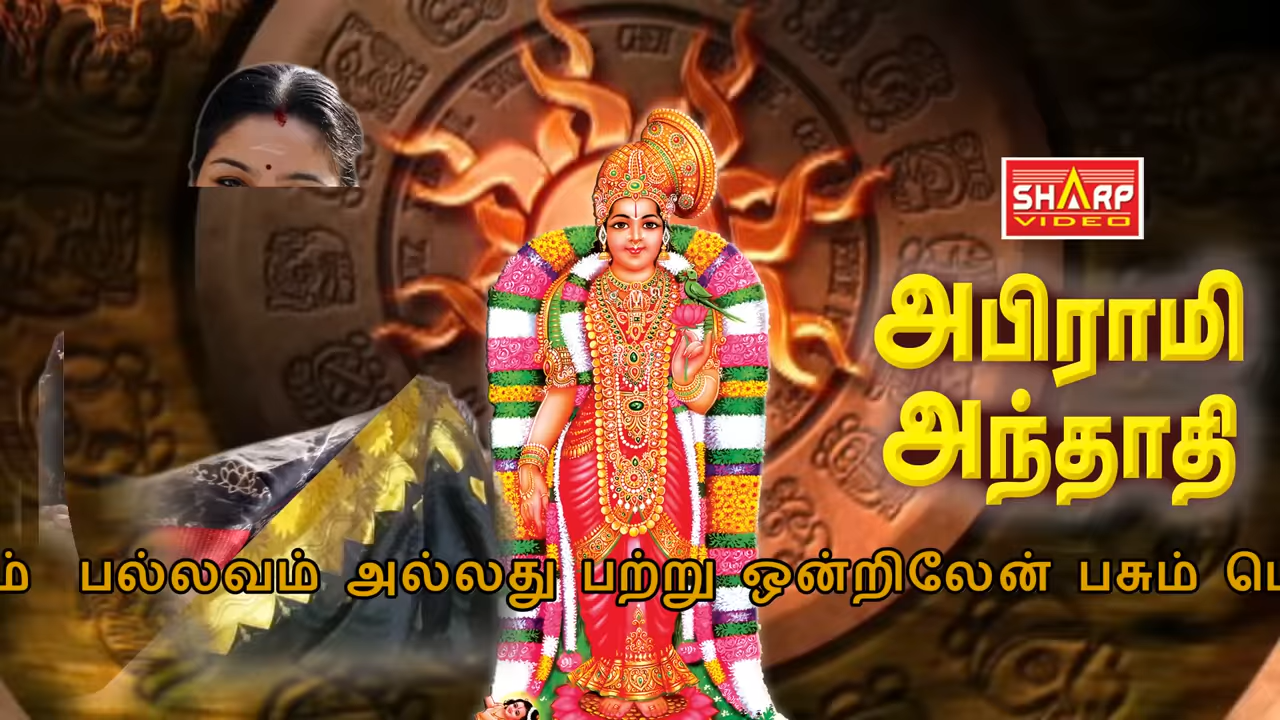 SHARP
VIDEO
அபிராமி
அந்தாதி
ம் பல்லவம் அல்லது பற்று ஒன்றிலேன் பசும்